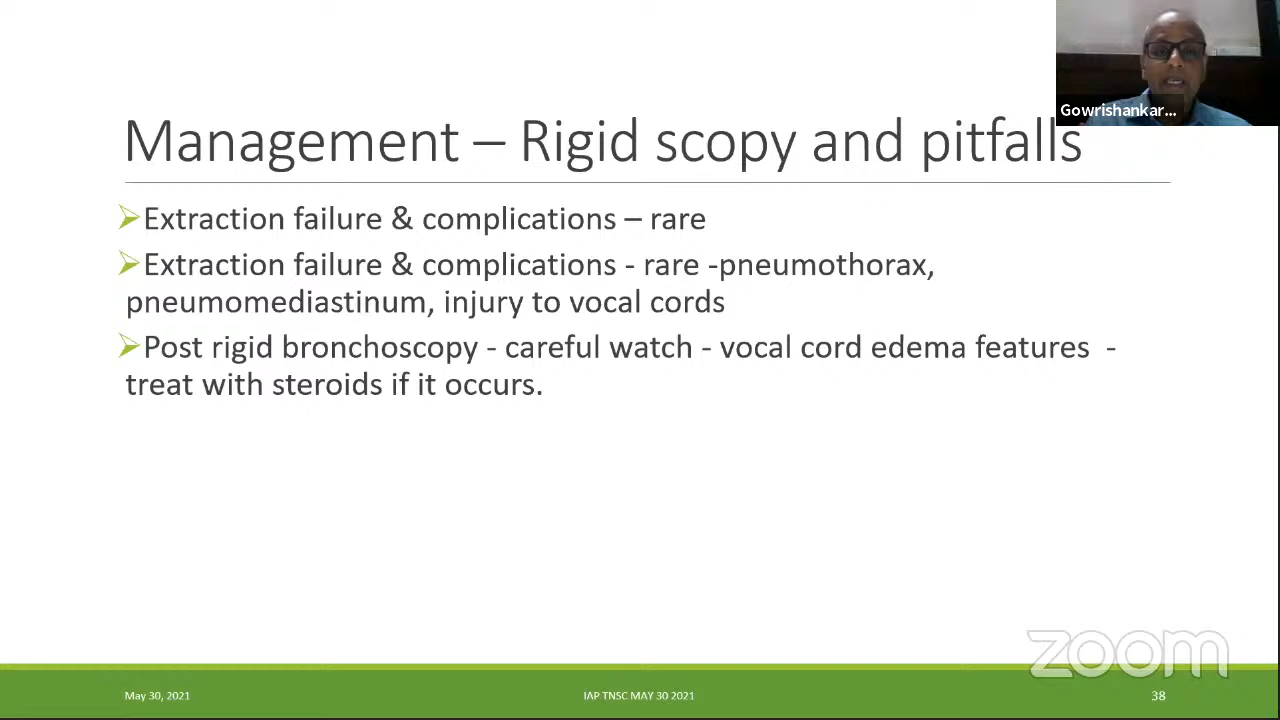 Gowrishankar...
Management – Rigid scopy and pitfalls
➢Extraction failure & complications – rare
➢Extraction failure & complications - rare -pneumothorax,
pneumomediastinum, injury to vocal cords
➢Post rigid bronchoscopy - careful watch - vocal cord edema features -
treat with steroids if it occurs.
zoom
May 30, 2021
IAP TNSC MAY 30 2021
38